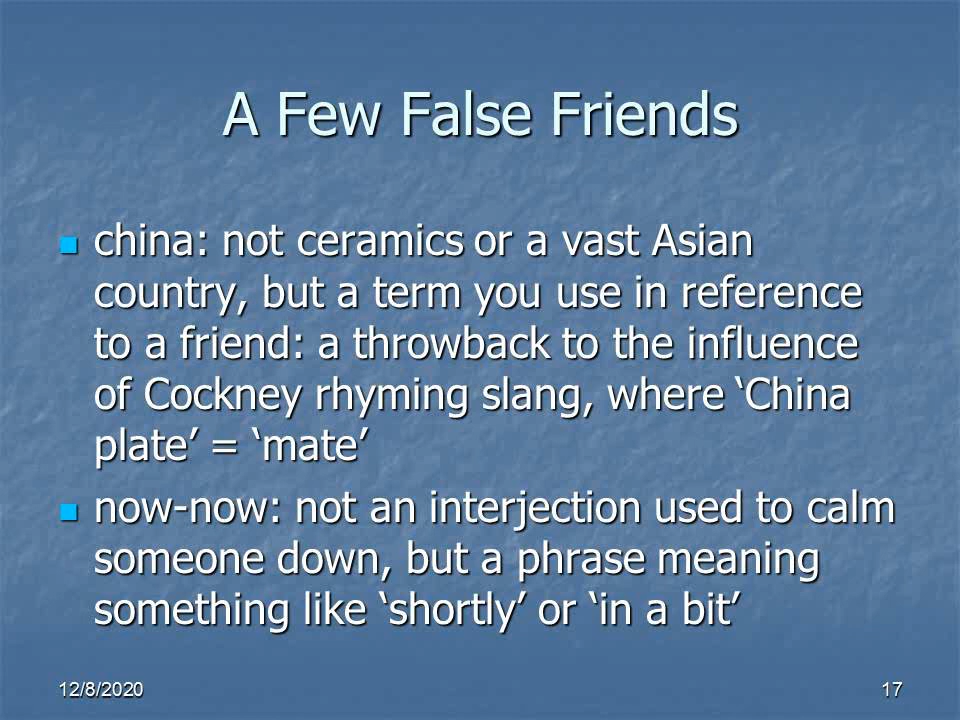 A Few False Friends
china: not ceramics or a vast Asian
country, but a term you use in reference
to a friend: a throwback to the influence
of Cockney rhyming slang, where ‘China
plate’ = ‘mate’
now-now: not an interjection used to calm
someone down, but a phrase meaning
something like ‘shortly’ or ‘in a bit’
12/8/2020
17